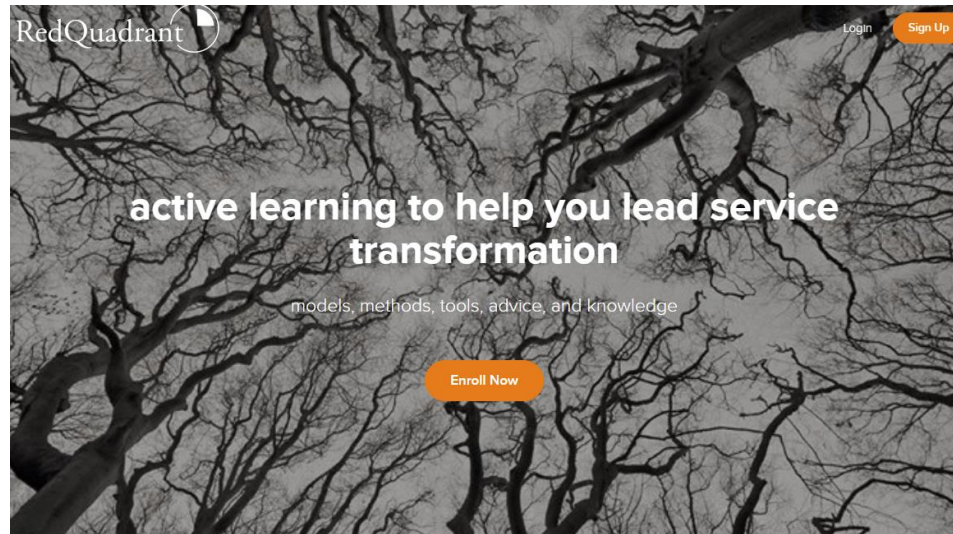 RedQuadrant
Login
Sign Up
active learning to help you lead service
transformation
models, methods, tools, advice, and knowledge
Enroll Now